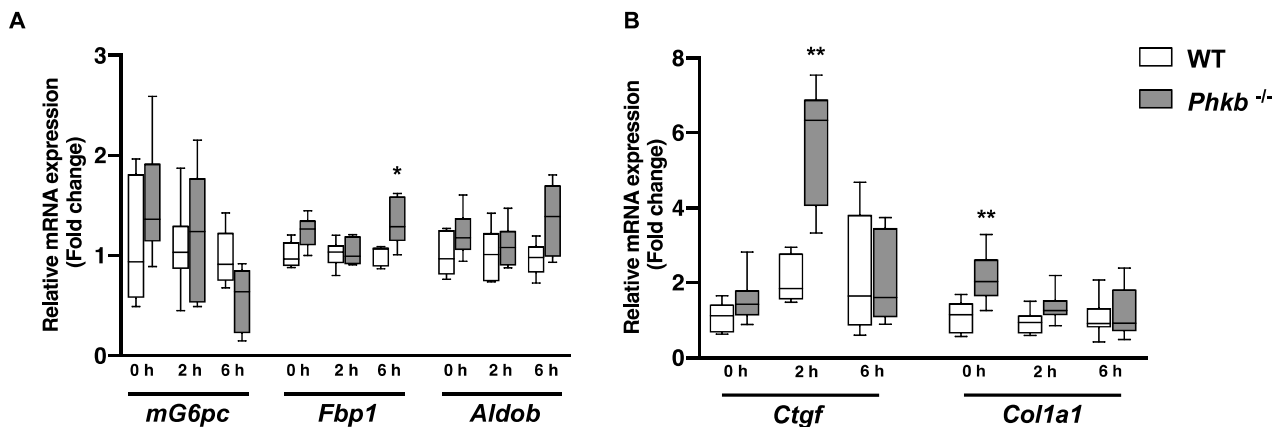 A
Relative mRNA expression
(Fold change)
3
2
1
0
*
0 h 2 h 6 h 0 h 2 h 6 h 0 h 2 h 6 h
mG6pc Fbp1 Aldob
B
Relative mRNA expression
(Fold change)
8
6
4
2
0
**
**
0 h 2 h 6 h 0 h 2 h 6 h
Ctgf Col1a1
WT
Phkb -/-